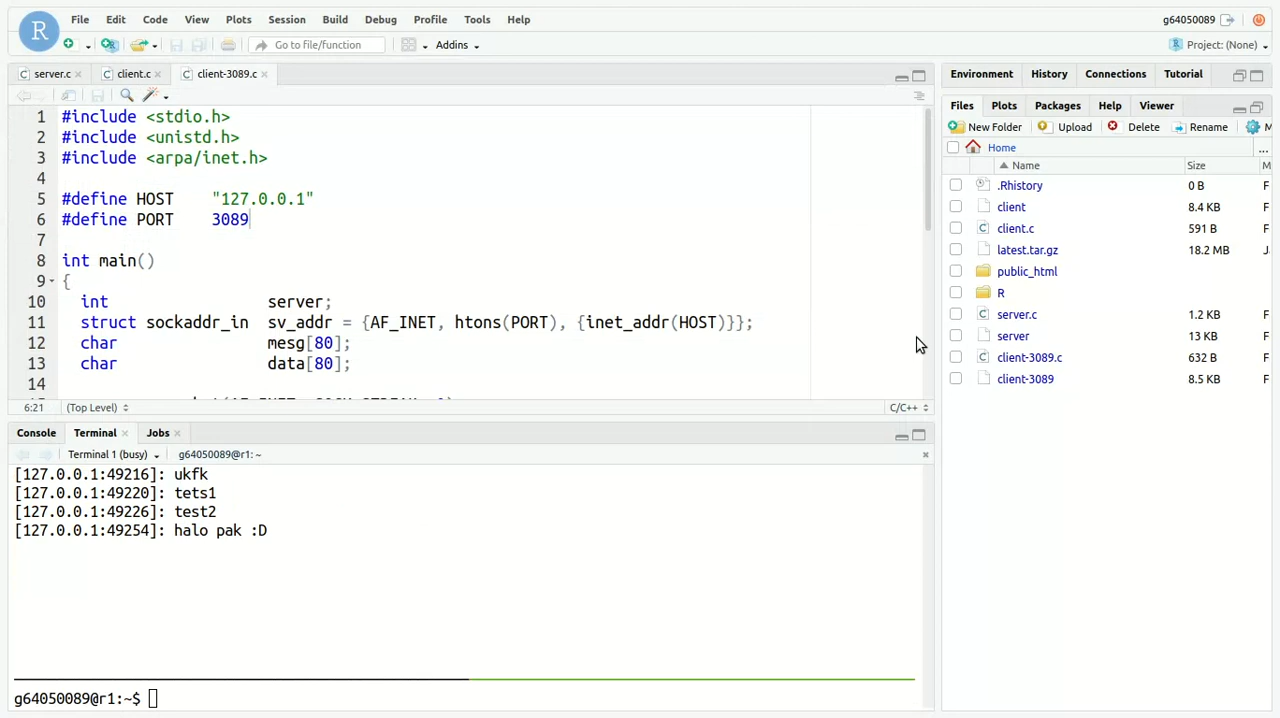 File Edit Code View Plots Session Build Debug Profile Tools Help g64050089
R Go to file/function Addins Project: (None)
server.c client.c client-3089.c
1 #include <stdio.h>
2 #include <unistd.h>
3 #include <arpa/inet.h>
4
5 #define HOST "127.0.0.1"
6 #define PORT 3089
7
8 int main()
9 {
10 int server;
11 struct sockaddr_in sv_addr = {AF_INET, htons(PORT), {inet_addr(HOST)}};
12 char mesg[80];
13 char data[80];
14
6:21 (Top Level) C/C++
Console Terminal Jobs
Terminal 1 (busy) g64050089@r1: ~
[127.0.0.1:49216]: ukfk
[127.0.0.1:49220]: tets1
[127.0.0.1:49226]: test2
[127.0.0.1:49254]: halo pak :D
g64050089@r1:~$
Environment History Connections Tutorial
Files Plots Packages Help Viewer
New Folder Upload Delete Rename M
Home ...
Name Size M
.Rhistory 0 B F
client 8.4 KB F
client.c 591 B F
latest.tar.gz 18.2 MB J
public_html F
R F
server.c 1.2 KB F
server 13 KB F
client-3089.c 632 B F
client-3089 8.5 KB F